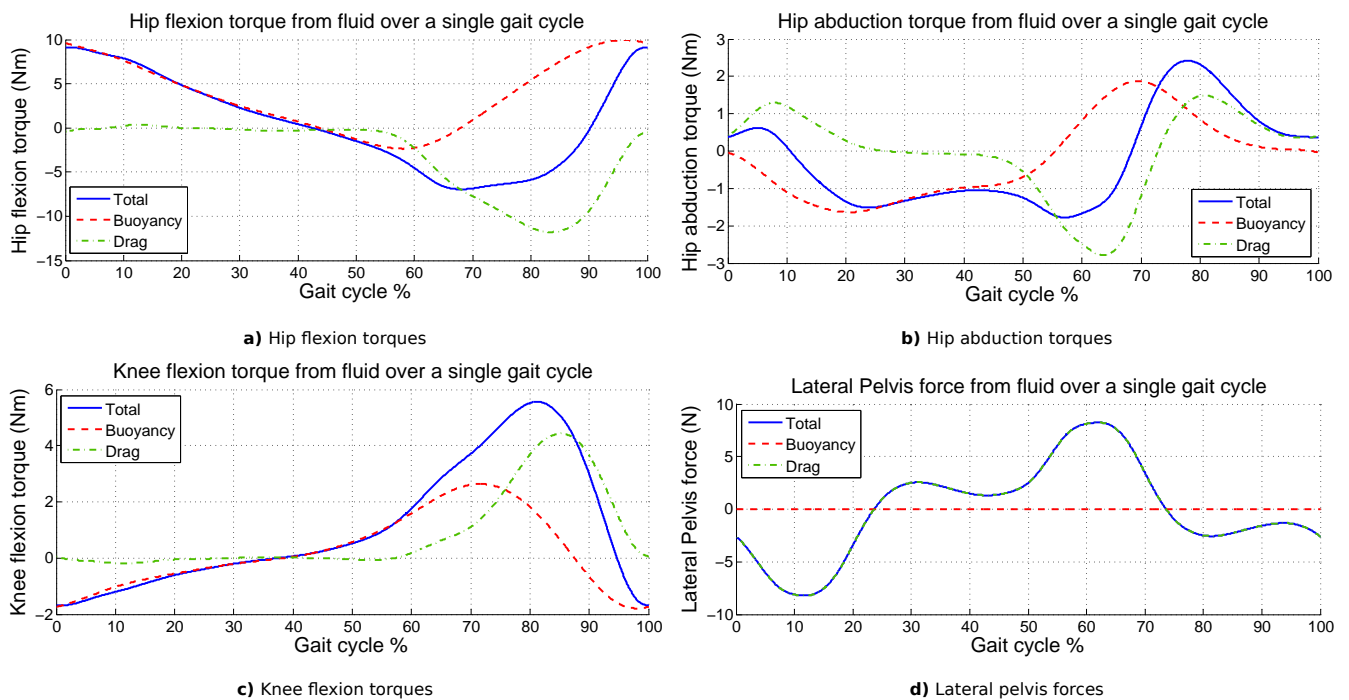 Hip flexion torque from fluid over a single gait cycle
Hip flexion torque (Nm)
10
5
0
−5
−10
−15
Total
Buoyancy
Drag
0 10 20 30 40 50 60 70 80 90 100
Gait cycle %
a) Hip flexion torques
Hip abduction torque from fluid over a single gait cycle
Hip abduction torque (Nm)
3
2
1
0
−1
−2
−3
Total
Buoyancy
Drag
0 10 20 30 40 50 60 70 80 90 100
Gait cycle %
b) Hip abduction torques
Knee flexion torque from fluid over a single gait cycle
Knee flexion torque (Nm)
6
4
2
0
−2
Total
Buoyancy
Drag
0 10 20 30 40 50 60 70 80 90 100
Gait cycle %
c) Knee flexion torques
Lateral Pelvis force from fluid over a single gait cycle
Lateral Pelvis force (N)
10
5
0
−5
−10
Total
Buoyancy
Drag
0 10 20 30 40 50 60 70 80 90 100
Gait cycle %
d) Lateral pelvis forces